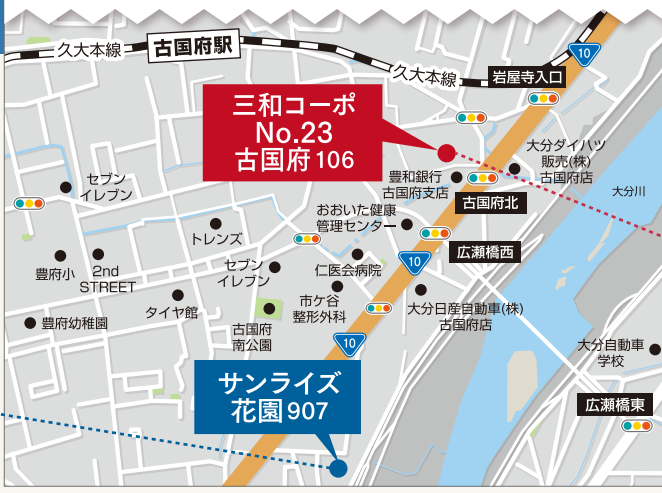 久大本線
古国府駅
久大本線
10
岩屋寺入口
三和コーポ
No.23
古国府106
大分ダイハツ
販売(株)
古国府店
豊和銀行
古国府支店
大分川
古国府北
セブン
イレブン
おおいた健康
管理センター
トレンズ
広瀬橋西
豊府小
2nd
STREET
セブン
イレブン
仁医会病院
10
タイヤ館
市ケ谷
整形外科
大分日産自動車(株)
古国府店
豊府幼稚園
古国府
南公園
10
大分自動車
学校
サンライズ
花園907
広瀬橋東